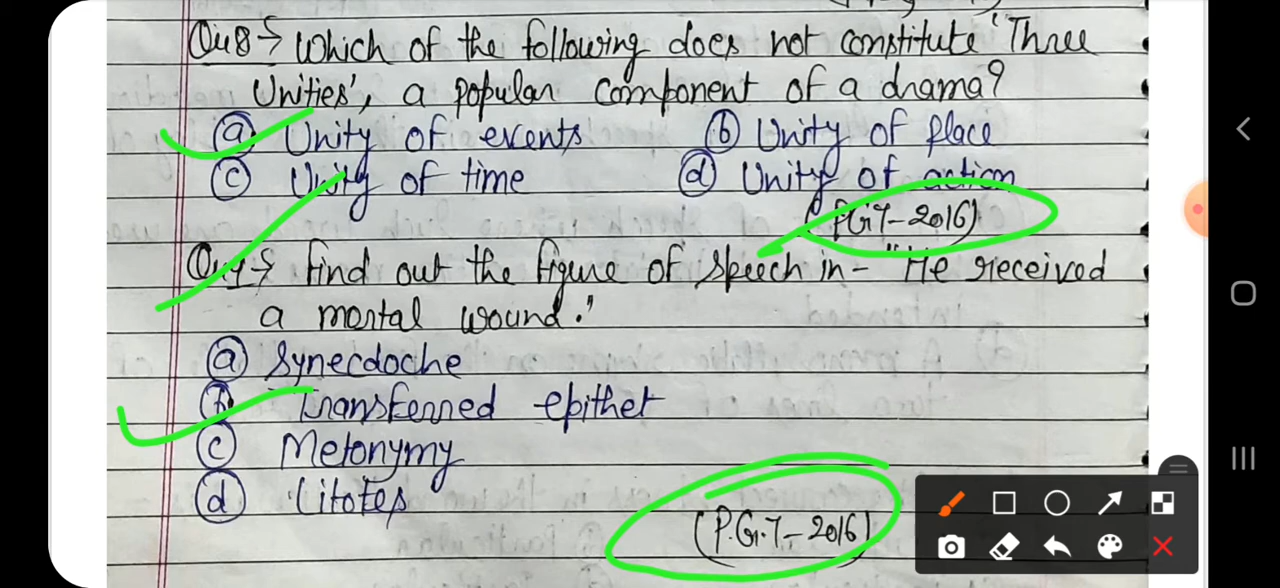 Qu8→ Which of the following does not constitute 'Three
Unities', a popular component of a drama?
(a) Unity of events (b) Unity of place
(c) Unity of time (d) Unity of action
(PGT-2016)
Qu9→ Find out the figure of speech in- "He received
a mortal wound."
(a) Synecdoche
(b) Transferred epithet
(c) Metonymy
(d) Litotes
(P.G.T-2016)